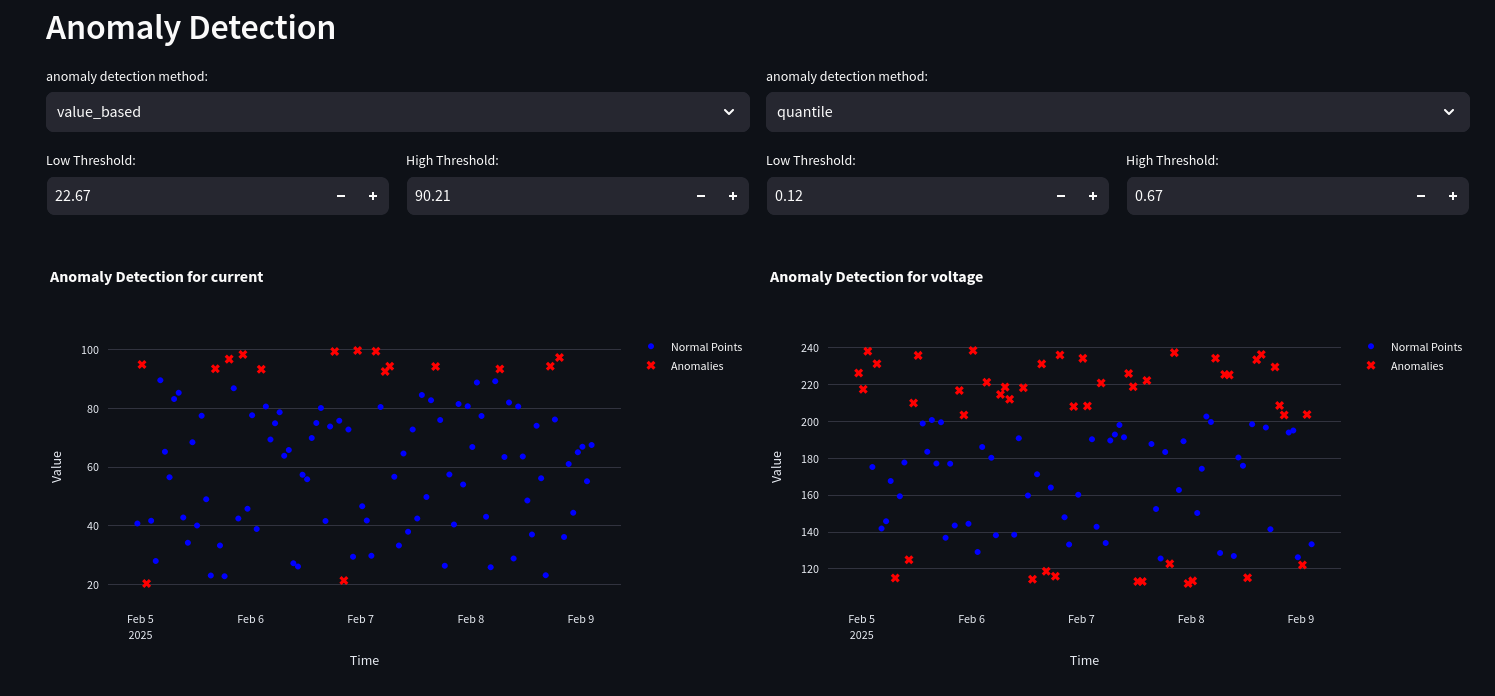 Anomaly Detection
anomaly detection method:
value_based
Low Threshold:
High Threshold:
22.67
90.21
anomaly detection method:
quantile
Low Threshold:
High Threshold:
0.12
0.67
Anomaly Detection for current
Normal Points
Anomalies
Value
100
80
60
40
20
Feb 5
2025
Feb 6
Feb 7
Feb 8
Feb 9
Time
Anomaly Detection for voltage
Normal Points
Anomalies
Value
240
220
200
180
160
140
120
Feb 5
2025
Feb 6
Feb 7
Feb 8
Feb 9
Time